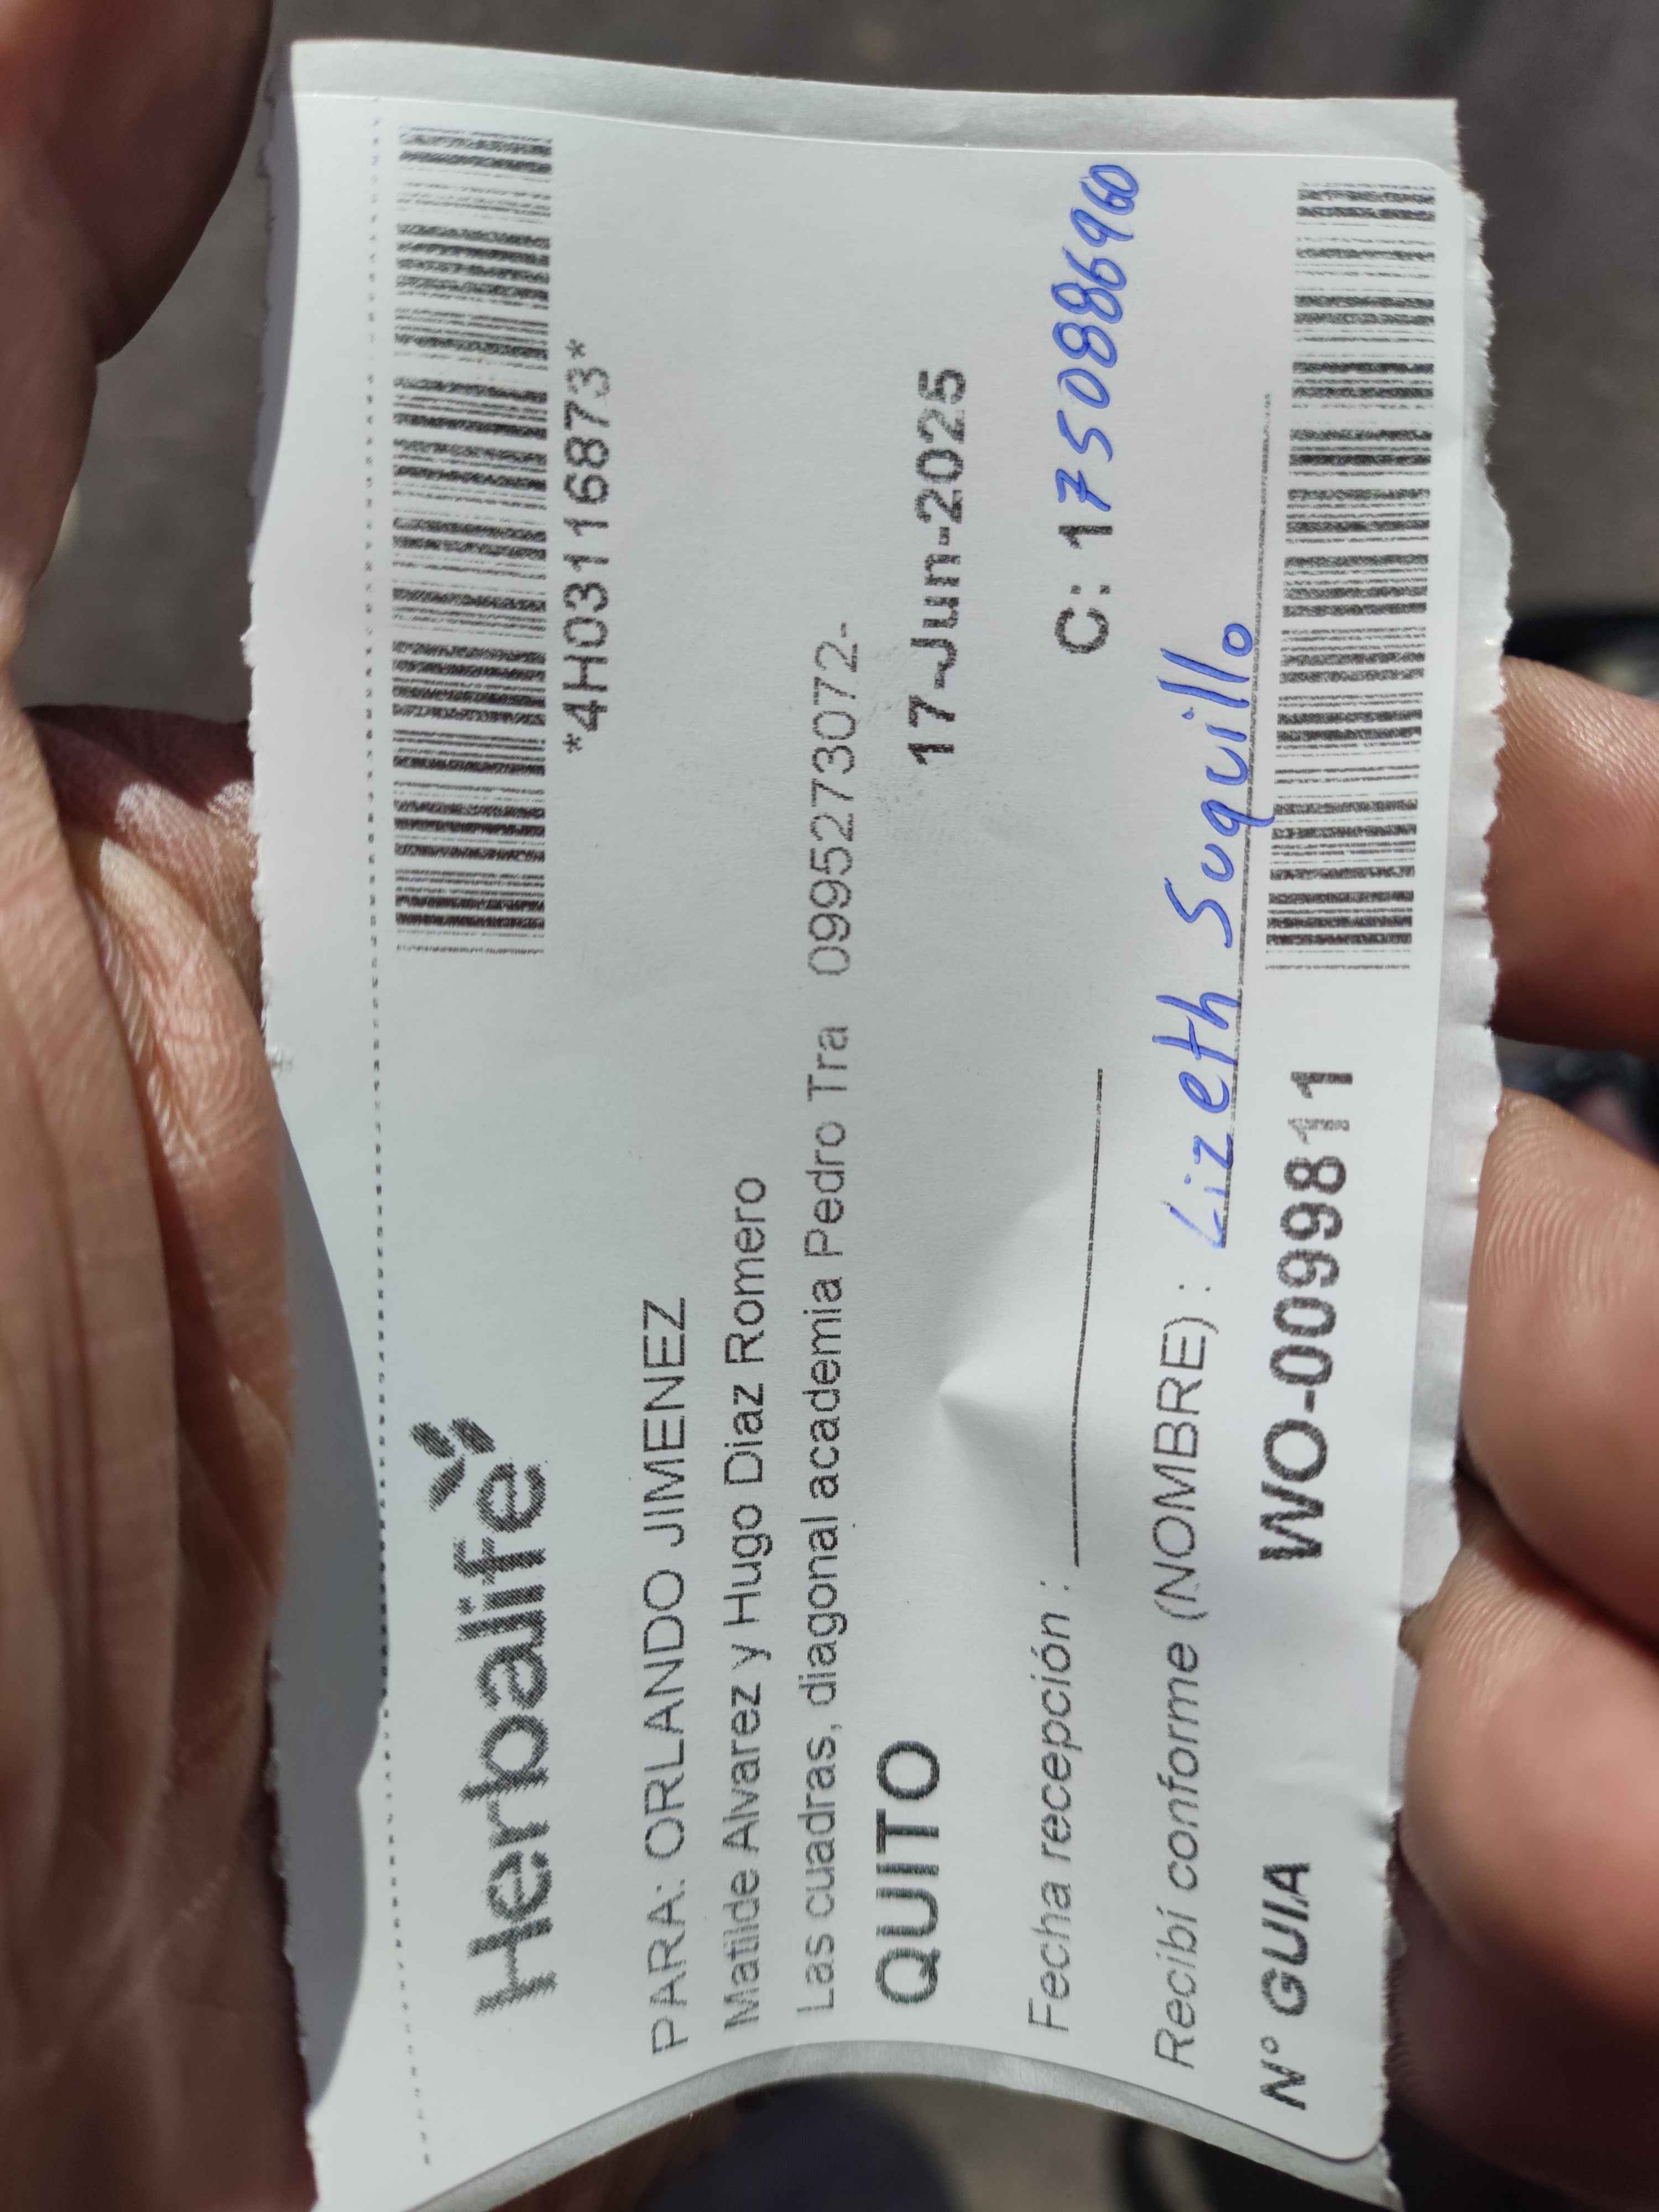 Herbalife
*4H03116873*
PARA: ORLANDO JIMENEZ
Matilde Alvarez y Hugo Diaz Romero
Las cuadras, diagonal academia Pedro Tra 0995273072-
QUITO 17-Jun-2025
Fecha recepción : C: 1750886960
Recibí conforme (NOMBRE) : Lizeth Suquillo
N° GUIA WO-0099811